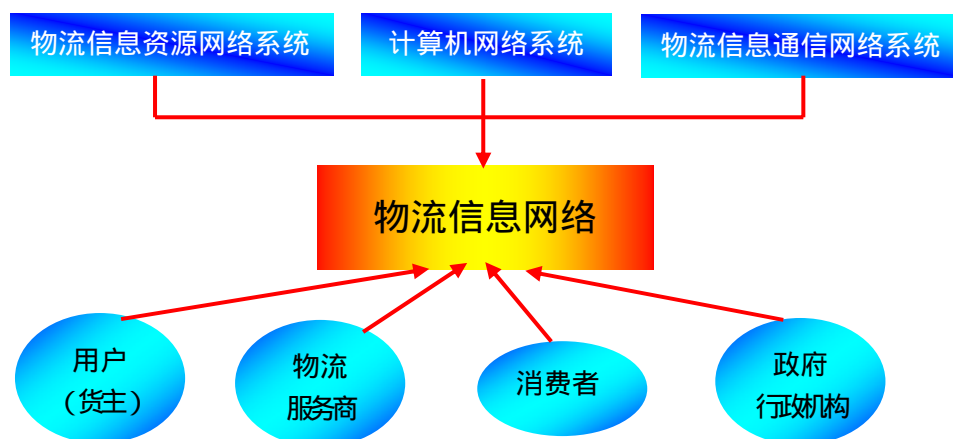 物流信息资源网络系统
计算机网络系统
物流信息通信网络系统
物流信息网络
用户
（货主）
物流
服务商
消费者
政府
行政机构